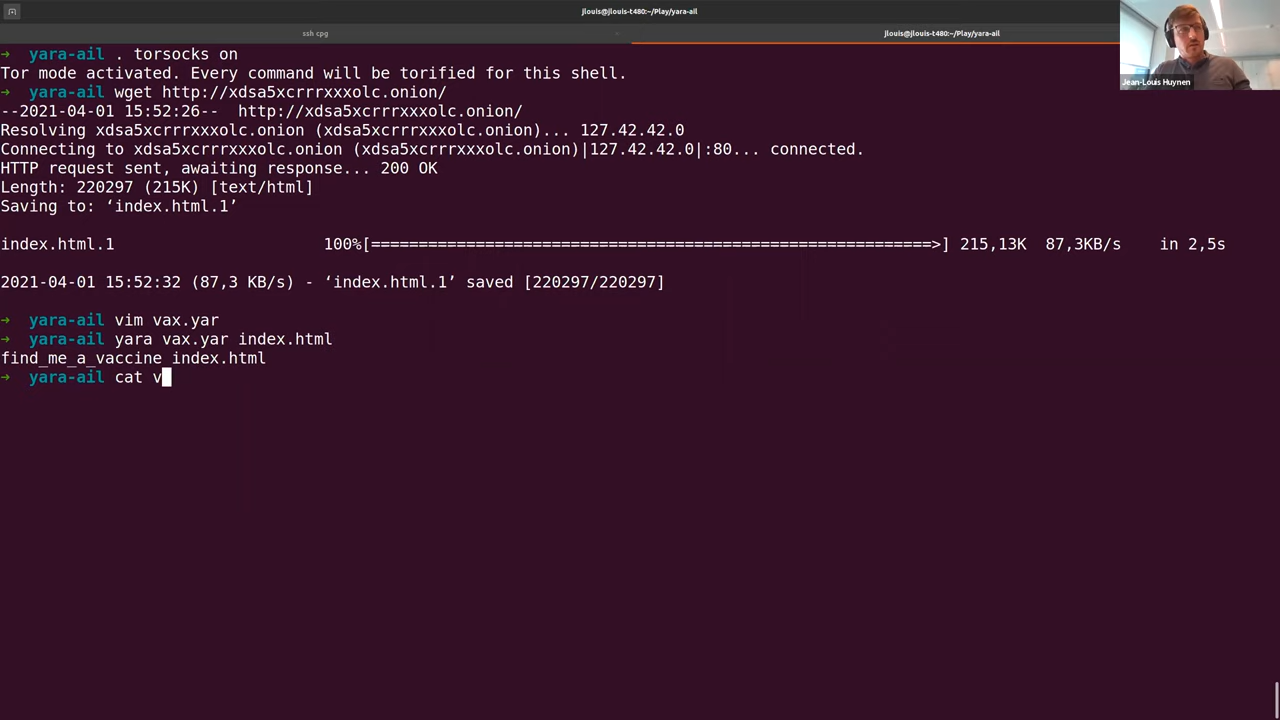 jlouis@jlouis-t480:~/Play/yara-ail
ssh cpg
jlouis@jlouis-t480:~/Play/yara-ail
Jean-Louis Huynen
➜ yara-ail . torsocks on
Tor mode activated. Every command will be torified for this shell.
➜ yara-ail wget http://xdsa5xcrrrxxxolc.onion/
--2021-04-01 15:52:26-- http://xdsa5xcrrrxxxolc.onion/
Resolving xdsa5xcrrrxxxolc.onion (xdsa5xcrrrxxxolc.onion)... 127.42.42.0
Connecting to xdsa5xcrrrxxxolc.onion (xdsa5xcrrrxxxolc.onion)|127.42.42.0|:80... connected.
HTTP request sent, awaiting response... 200 OK
Length: 220297 (215K) [text/html]
Saving to: ‘index.html.1’
index.html.1 100%[===========================================================>] 215,13K 87,3KB/s in 2,5s
2021-04-01 15:52:32 (87,3 KB/s) - ‘index.html.1’ saved [220297/220297]
➜ yara-ail vim vax.yar
➜ yara-ail yara vax.yar index.html
find_me_a_vaccine index.html
➜ yara-ail cat v